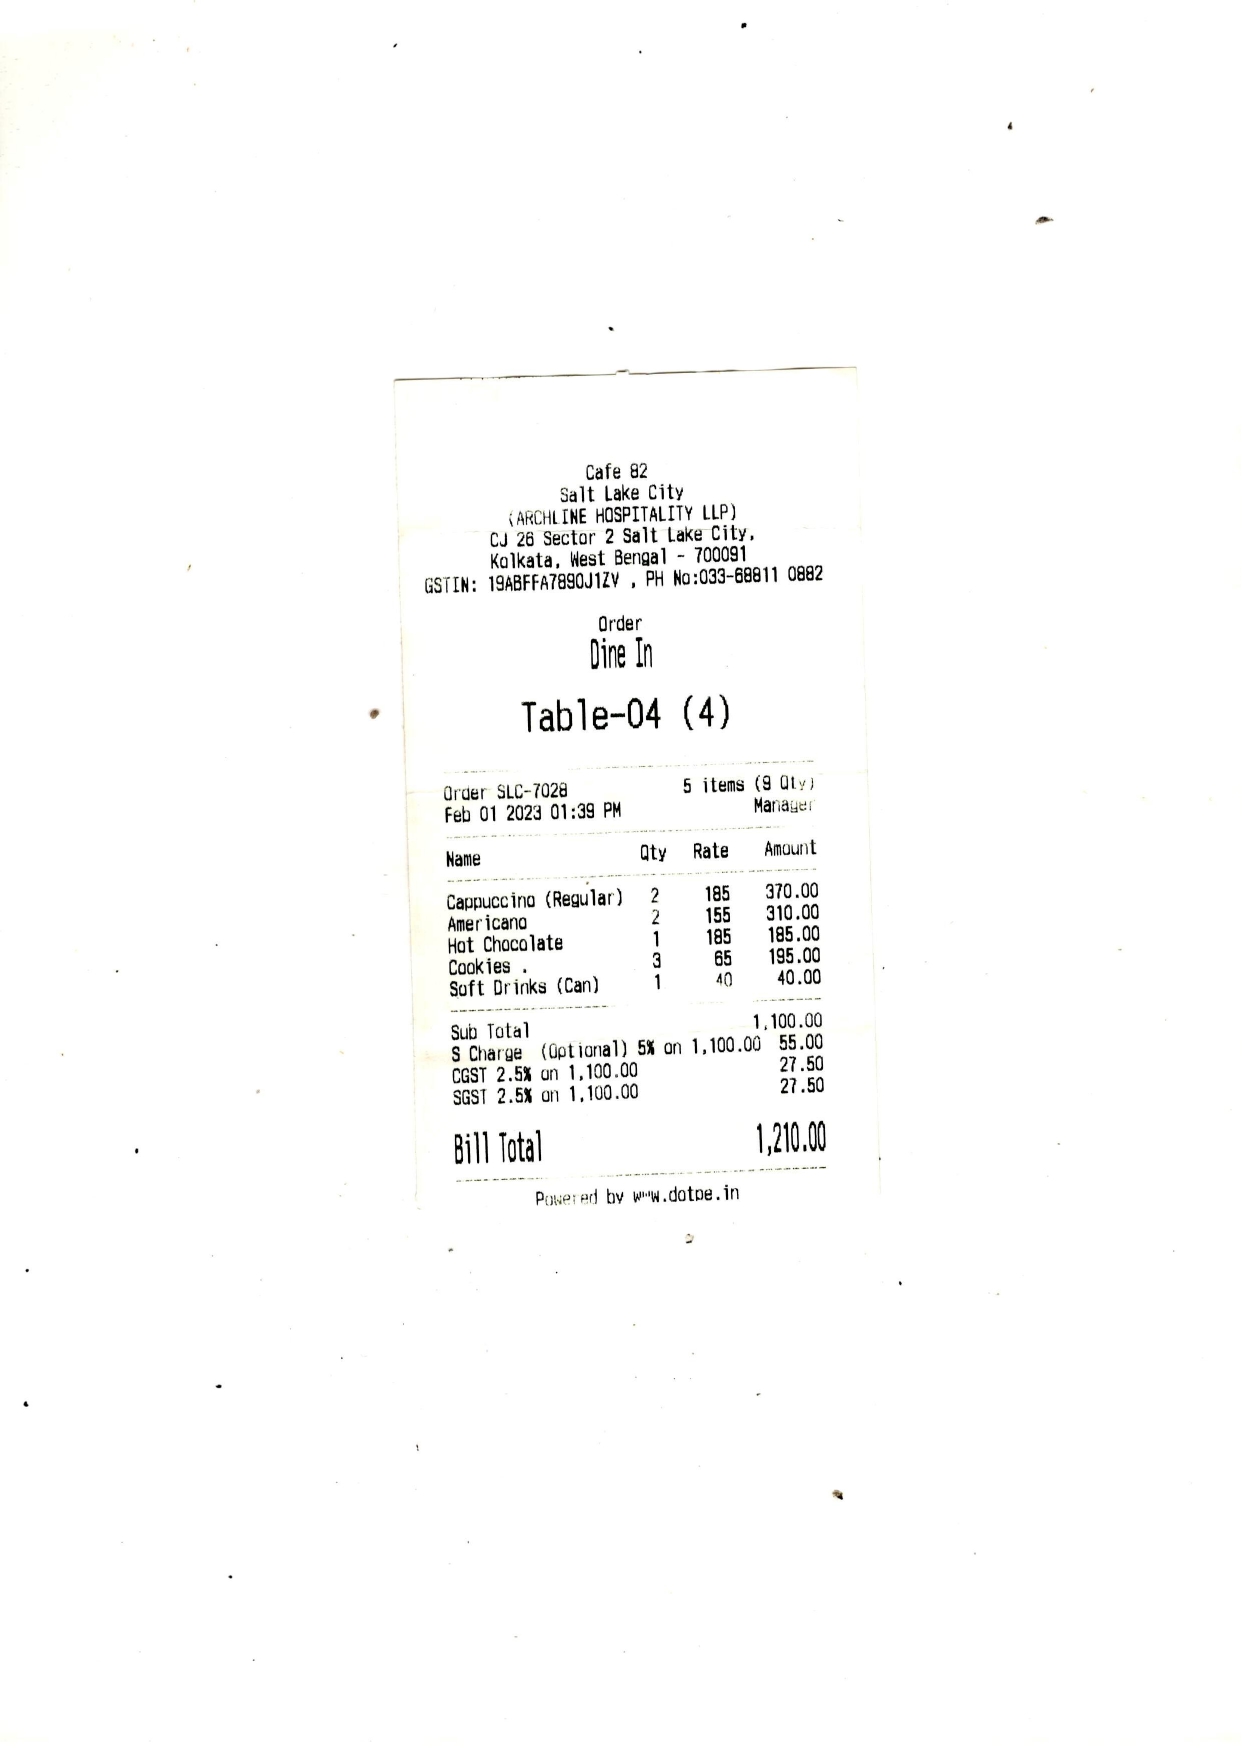 Cafe 82
Salt Lake City
(ARCHLINE HOSPITALITY LLP)
CJ 26 Sector 2 Salt Lake City,
Kolkata, West Bengal - 700091
GSTIN: 19ABFFA7890J1ZV , PH No:033-68811 0882
Order
Dine In
Table-04 (4)
Order SLC-7028 5 items (9 Qty)
Feb 01 2023 01:39 PM Manager
Name Qty Rate Amount
Cappuccino (Regular) 2 185 370.00
Americano 2 155 310.00
Hot Chocolate 1 185 185.00
Cookies . 3 65 195.00
Soft Drinks (Can) 1 40 40.00
Sub Total 1,100.00
S Charge (Optional) 5% on 1,100.00 55.00
CGST 2.5% on 1,100.00 27.50
SGST 2.5% on 1,100.00 27.50
Bill Total 1,210.00
Powered by www.dotpe.in